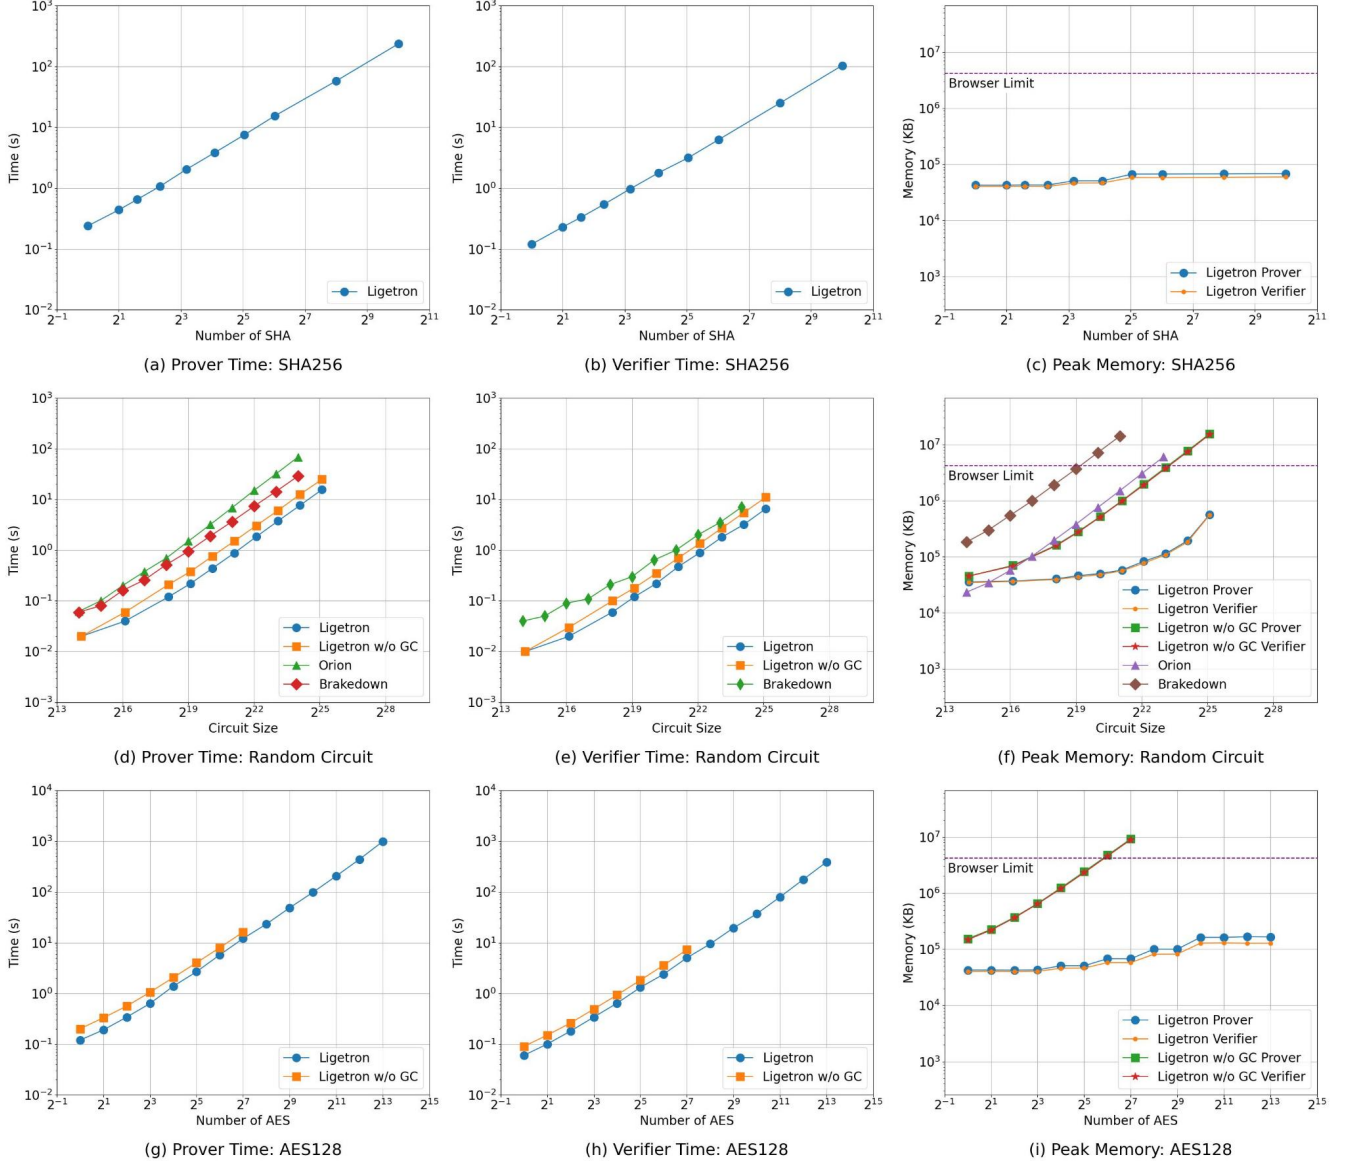 10³
10²
10¹
10⁰
10⁻¹
10⁻²
Time (s)
2⁻¹ 2¹ 2³ 2⁵ 2⁷ 2⁹ 2¹¹
Number of SHA
Ligetron
(a) Prover Time: SHA256
10³
10²
10¹
10⁰
10⁻¹
10⁻²
Time (s)
2⁻¹ 2¹ 2³ 2⁵ 2⁷ 2⁹ 2¹¹
Number of SHA
Ligetron
(b) Verifier Time: SHA256
10⁷
10⁶
10⁵
10⁴
10³
Memory (KB)
Browser Limit
Ligetron Prover
Ligetron Verifier
2⁻¹ 2¹ 2³ 2⁵ 2⁷ 2⁹ 2¹¹
Number of SHA
(c) Peak Memory: SHA256
10³
10²
10¹
10⁰
10⁻¹
10⁻²
10⁻³
Time (s)
Ligetron
Ligetron w/o GC
Orion
Brakedown
2¹³ 2¹⁶ 2¹⁹ 2²² 2²⁵ 2²⁸
Circuit Size
(d) Prover Time: Random Circuit
10³
10²
10¹
10⁰
10⁻¹
10⁻²
10⁻³
Time (s)
Ligetron
Ligetron w/o GC
Brakedown
2¹³ 2¹⁶ 2¹⁹ 2²² 2²⁵ 2²⁸
Circuit Size
(e) Verifier Time: Random Circuit
10⁷
10⁶
10⁵
10⁴
10³
Memory (KB)
Browser Limit
Ligetron Prover
Ligetron Verifier
Ligetron w/o GC Prover
Ligetron w/o GC Verifier
Orion
Brakedown
2¹³ 2¹⁶ 2¹⁹ 2²² 2²⁵ 2²⁸
Circuit Size
(f) Peak Memory: Random Circuit
10⁴
10³
10²
10¹
10⁰
10⁻¹
10⁻²
Time (s)
Ligetron
Ligetron w/o GC
2⁻¹ 2¹ 2³ 2⁵ 2⁷ 2⁹ 2¹¹ 2¹³ 2¹⁵
Number of AES
(g) Prover Time: AES128
10⁴
10³
10²
10¹
10⁰
10⁻¹
10⁻²
Time (s)
Ligetron
Ligetron w/o GC
2⁻¹ 2¹ 2³ 2⁵ 2⁷ 2⁹ 2¹¹ 2¹³ 2¹⁵
Number of AES
(h) Verifier Time: AES128
10⁷
10⁶
10⁵
10⁴
10³
Memory (KB)
Browser Limit
Ligetron Prover
Ligetron Verifier
Ligetron w/o GC Prover
Ligetron w/o GC Verifier
2⁻¹ 2¹ 2³ 2⁵ 2⁷ 2⁹ 2¹¹ 2¹³ 2¹⁵
Number of AES
(i) Peak Memory: AES128